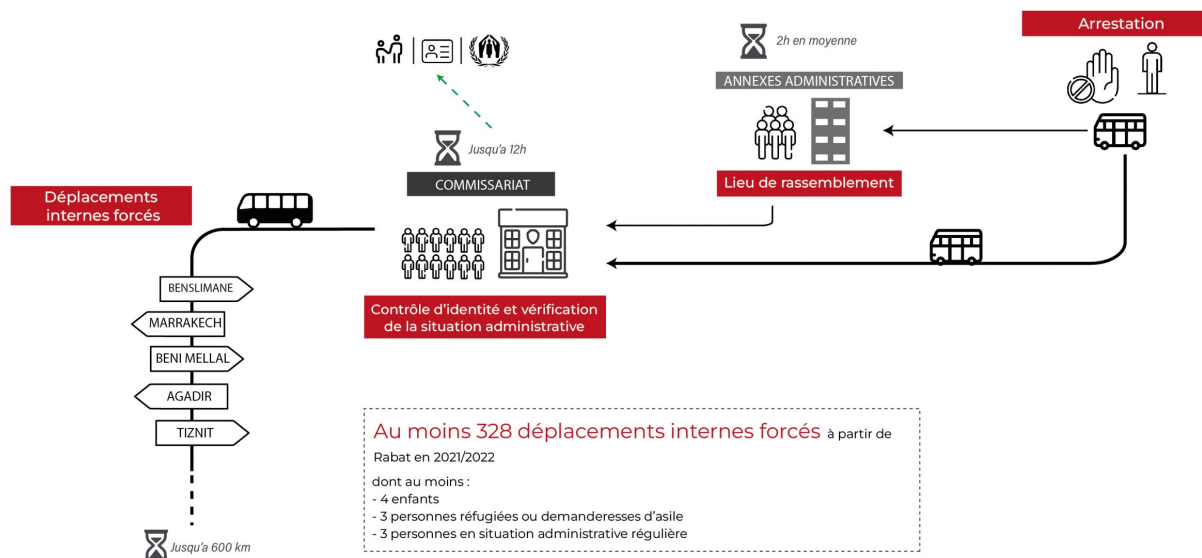 Arrestation
2h en moyenne
ANNEXES ADMINISTRATIVES
Lieu de rassemblement
Jusqu'a 12h
COMMISSARIAT
Contrôle d'identité et vérification
de la situation administrative
Déplacements
internes forcés
BENSLIMANE
MARRAKECH
BENI MELLAL
AGADIR
TIZNIT
Jusqu'a 600 km
Au moins 328 déplacements internes forcés à partir de
Rabat en 2021/2022
dont au moins :
- 4 enfants
- 3 personnes réfugiées ou demanderesses d'asile
- 3 personnes en situation administrative régulière